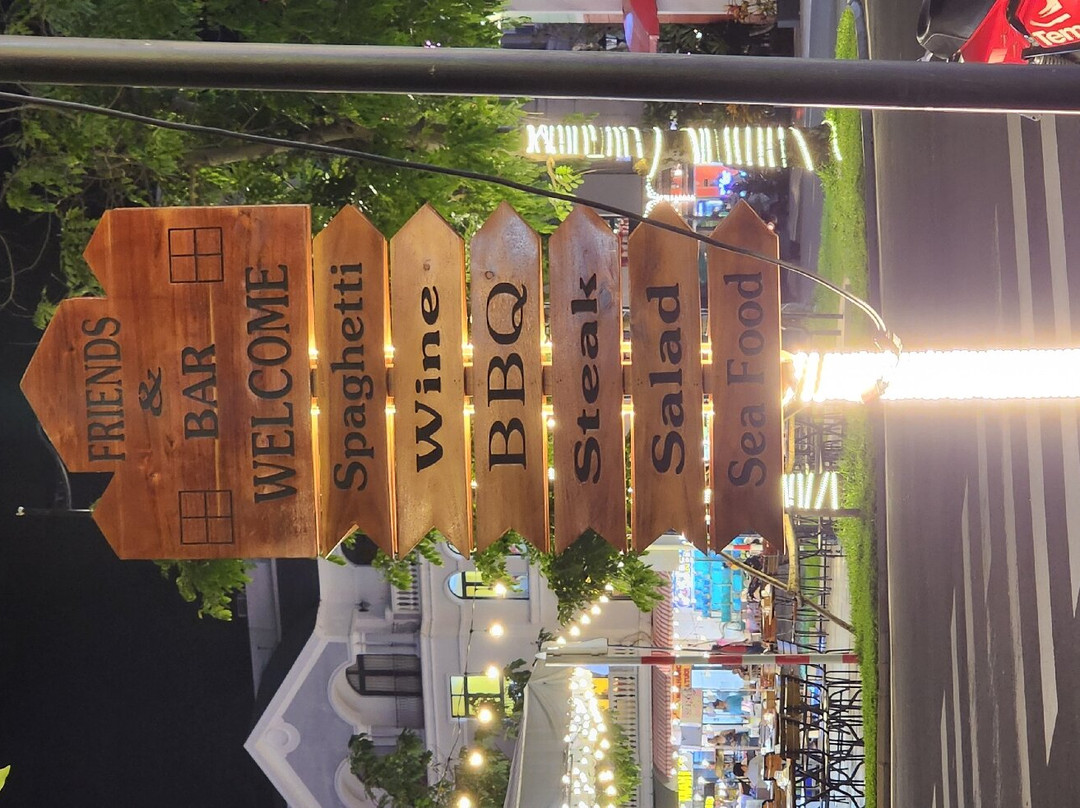 FRIENDS
&
BAR
WELCOME
Spaghetti
Wine
BBQ
Steak
Salad
Sea Food